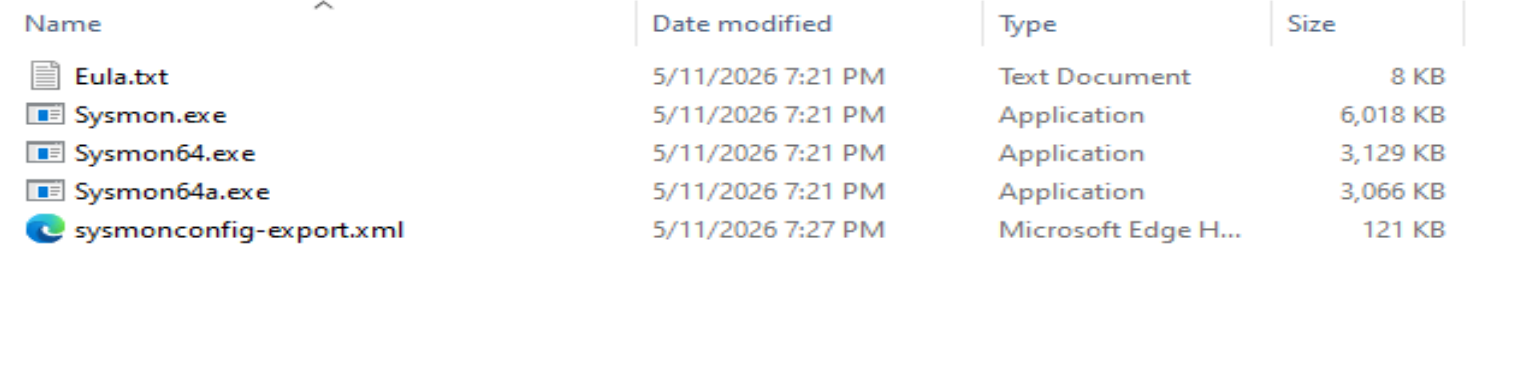 Name Date modified Type Size
Eula.txt 5/11/2026 7:21 PM Text Document 8 KB
Sysmon.exe 5/11/2026 7:21 PM Application 6,018 KB
Sysmon64.exe 5/11/2026 7:21 PM Application 3,129 KB
Sysmon64a.exe 5/11/2026 7:21 PM Application 3,066 KB
sysmonconfig-export.xml 5/11/2026 7:27 PM Microsoft Edge H... 121 KB